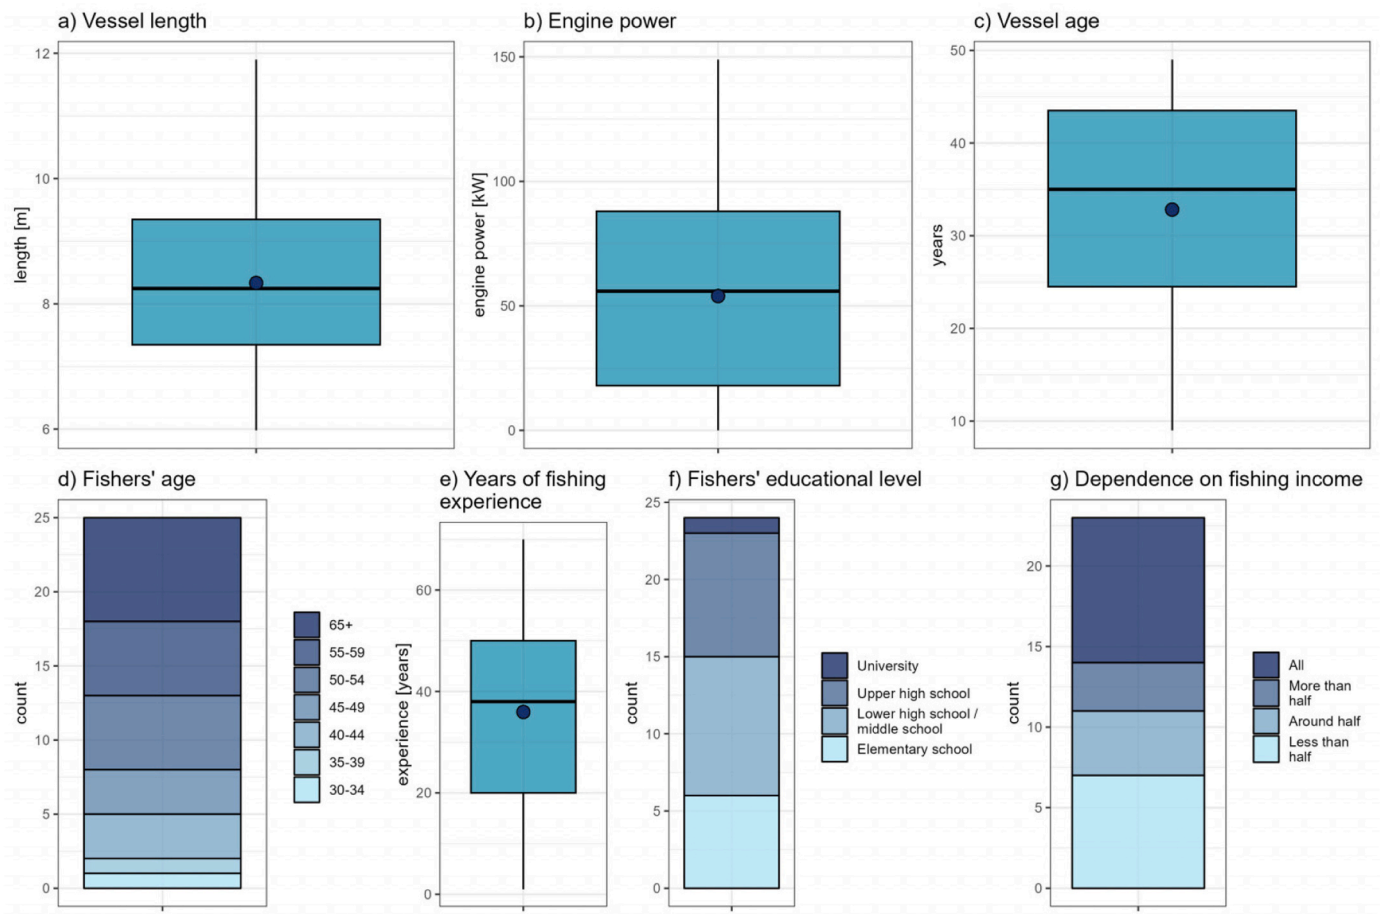 a) Vessel length
b) Engine power
c) Vessel age
12
10
8
6
length [m]
150
100
50
0
engine power [kW]
50
40
30
20
10
years
d) Fishers' age
e) Years of fishing
experience
f) Fishers' educational level
g) Dependence on fishing income
25
20
15
10
5
0
count
65+
55-59
50-54
45-49
40-44
35-39
30-34
60
40
20
0
experience [years]
25
20
15
10
5
0
count
University
Upper high school
Lower high school /
middle school
Elementary school
20
15
10
5
0
count
All
More than
half
Around half
Less than
half